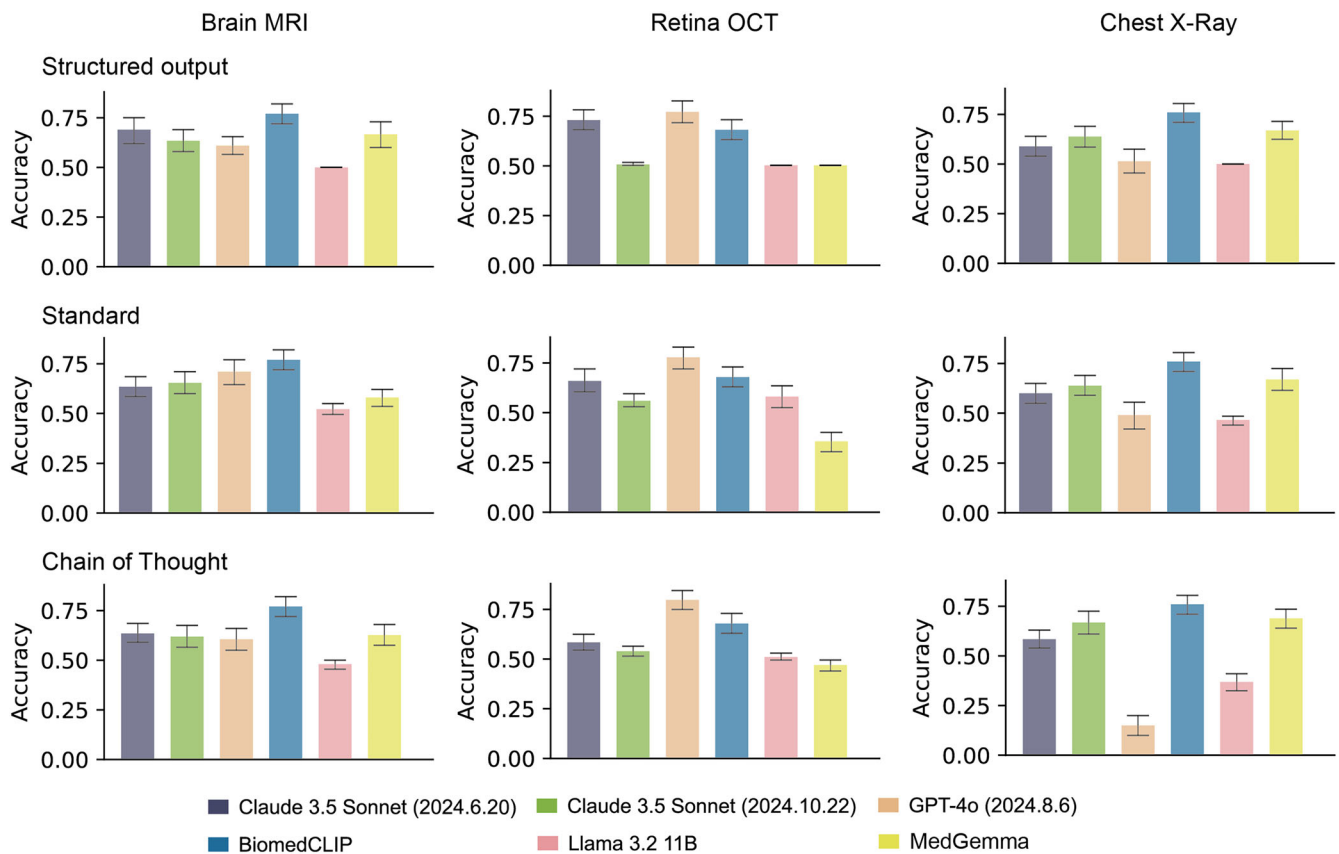 Brain MRI Retina OCT Chest X-Ray
Structured output
Accuracy 0.75 0.50 0.25 0.00
Accuracy 0.75 0.50 0.25 0.00
Accuracy 0.75 0.50 0.25 0.00
Standard
Accuracy 0.75 0.50 0.25 0.00
Accuracy 0.75 0.50 0.25 0.00
Accuracy 0.75 0.50 0.25 0.00
Chain of Thought
Accuracy 0.75 0.50 0.25 0.00
Accuracy 0.75 0.50 0.25 0.00
Accuracy 0.75 0.50 0.25 0.00
Claude 3.5 Sonnet (2024.6.20) Claude 3.5 Sonnet (2024.10.22) GPT-4o (2024.8.6)
BiomedCLIP Llama 3.2 11B MedGemma